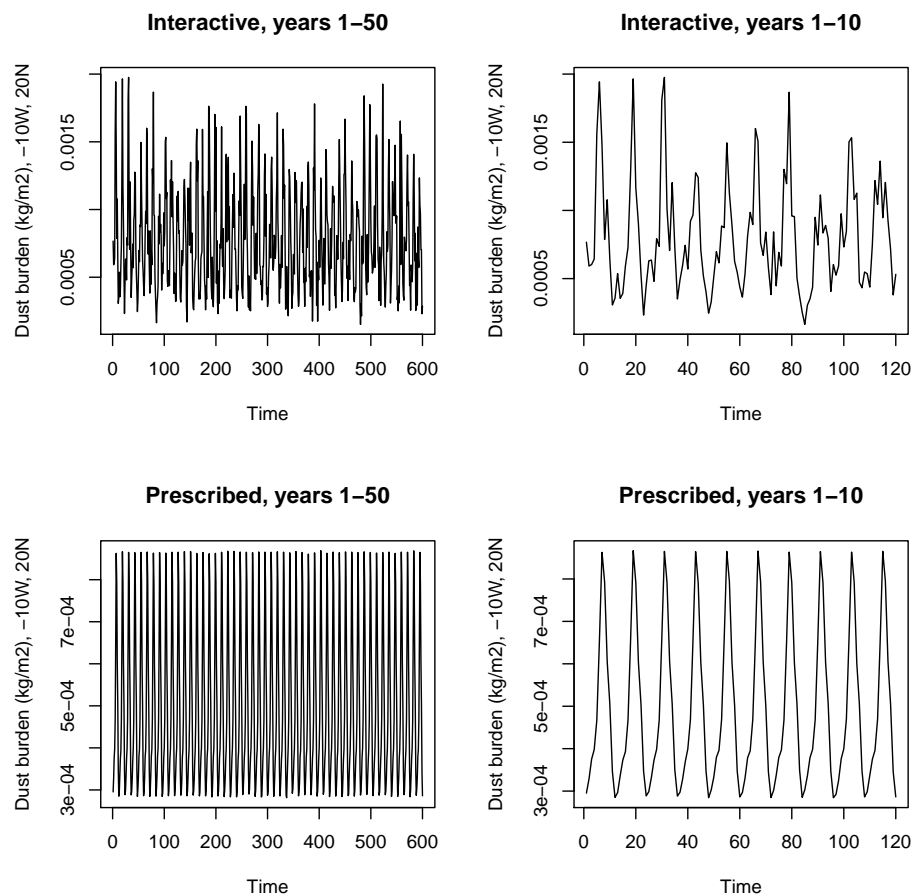 Interactive, years 1−50
Dust burden (kg/m2), −10W, 20N
0.0005 0.0015
0 100 200 300 400 500 600
Time
Interactive, years 1−10
Dust burden (kg/m2), −10W, 20N
0.0005 0.0015
0 20 40 60 80 100 120
Time
Prescribed, years 1−50
Dust burden (kg/m2), −10W, 20N
3e−04 5e−04 7e−04
0 100 200 300 400 500 600
Time
Prescribed, years 1−10
Dust burden (kg/m2), −10W, 20N
3e−04 5e−04 7e−04
0 20 40 60 80 100 120
Time